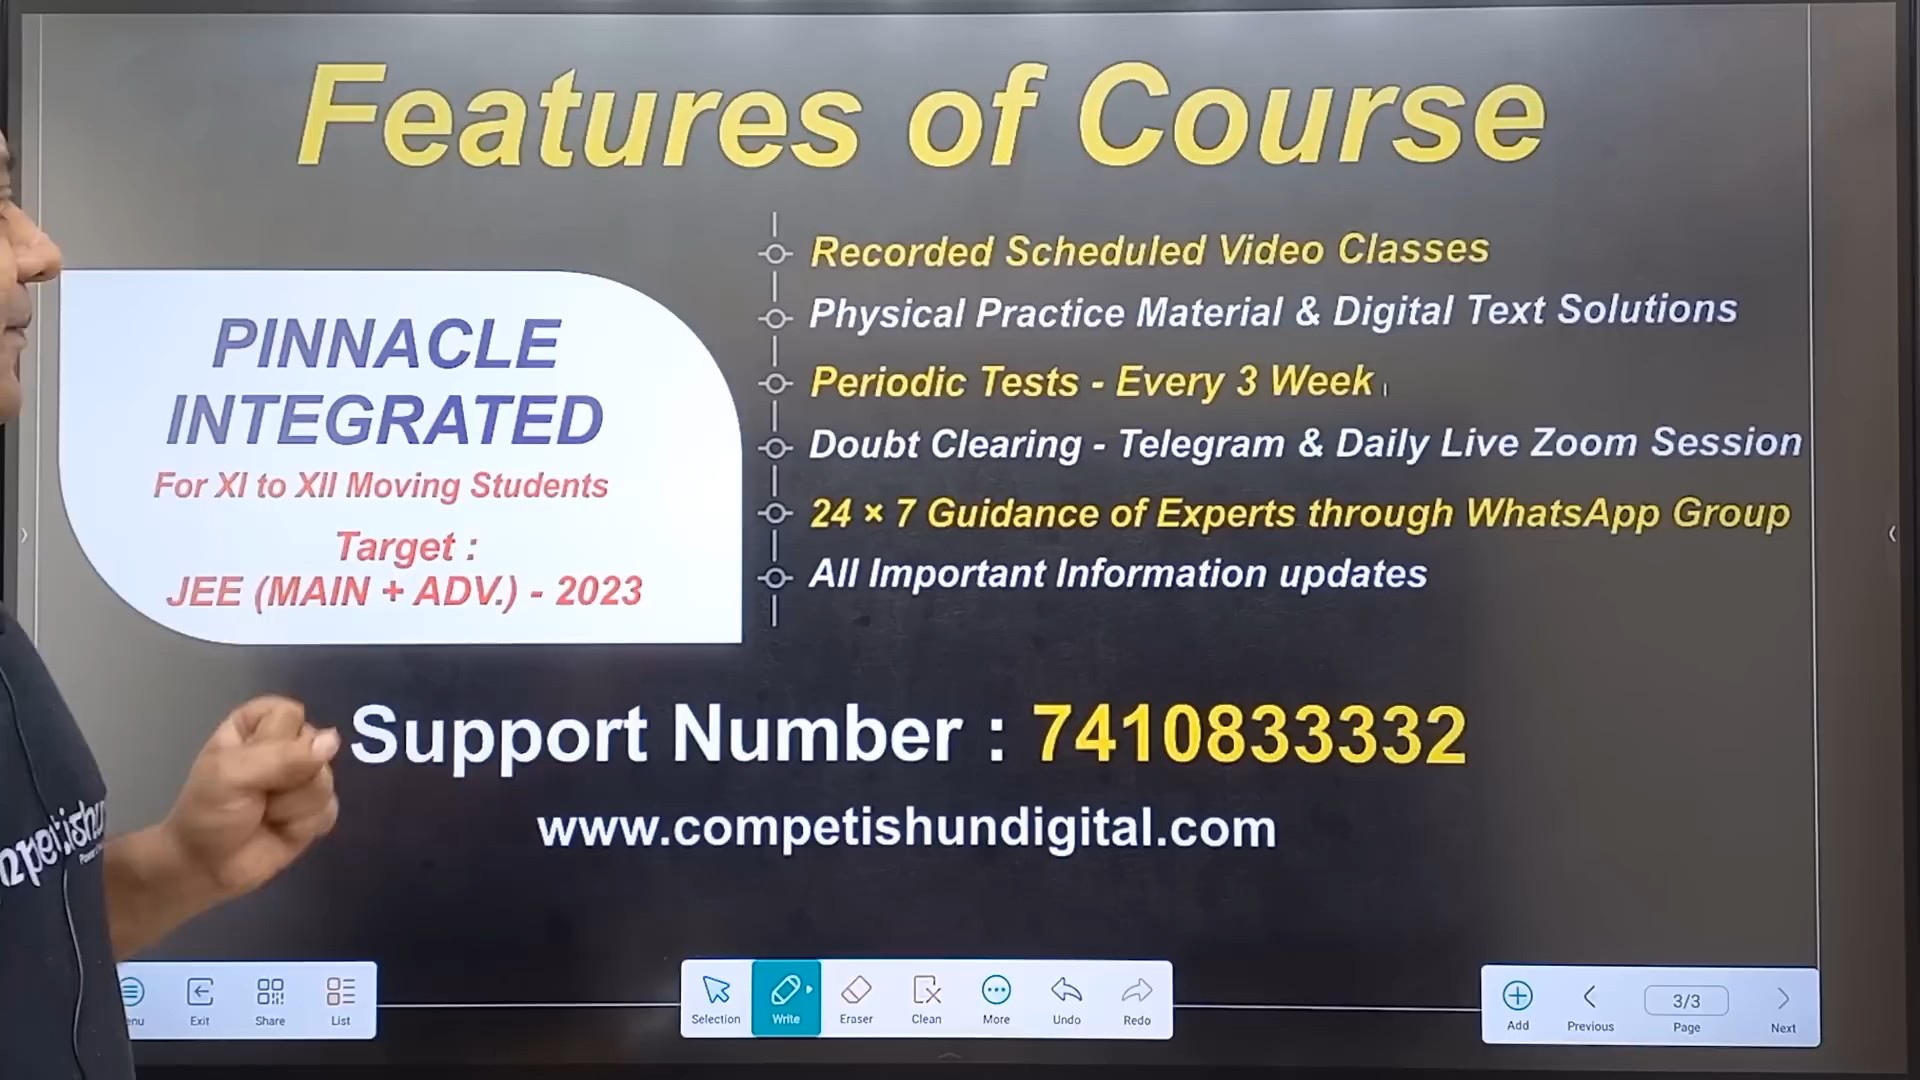 Features of Course
PINNACLE
INTEGRATED
For XI to XII Moving Students
Target :
JEE (MAIN + ADV.) - 2023
Recorded Scheduled Video Classes
Physical Practice Material & Digital Text Solutions
Periodic Tests - Every 3 Week
Doubt Clearing - Telegram & Daily Live Zoom Session
24 × 7 Guidance of Experts through WhatsApp Group
All Important Information updates
Support Number : 7410833332
www.competishundigital.com
Exit
Share
List
Selection
Write
Eraser
Clean
More
Undo
Redo
Add
Previous
3/3
Page
Next